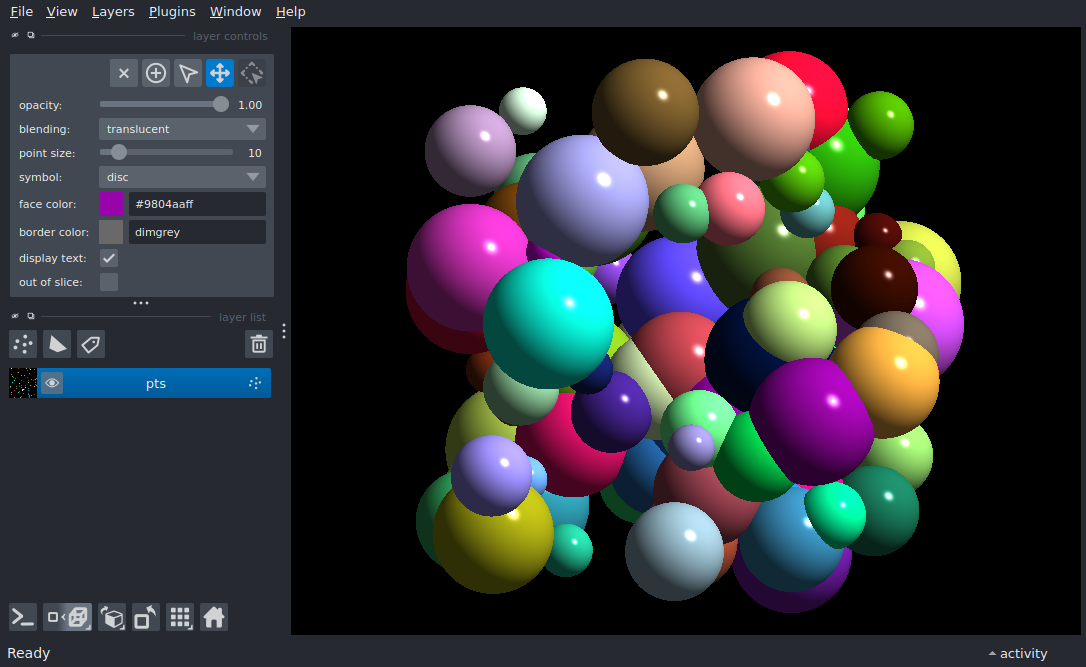 File View Layers Plugins Window Help
layer controls
opacity: 1.00
blending: translucent
point size: 10
symbol: disc
face color: #9804aaff
border color: dimgrey
display text:
out of slice:
layer list
pts
Ready
activity